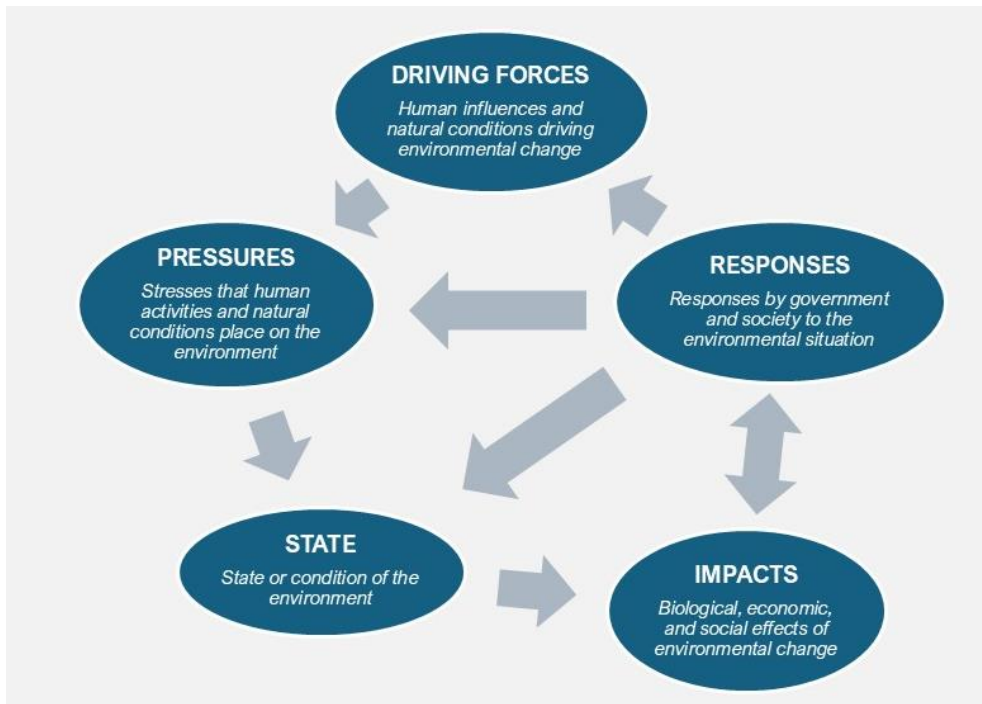 DRIVING FORCES
Human influences and
natural conditions driving
environmental change
PRESSURES
Stresses that human
activities and natural
conditions place on the
environment
RESPONSES
Responses by government
and society to the
environmental situation
STATE
State or condition of the
environment
IMPACTS
Biological, economic,
and social effects of
environmental change